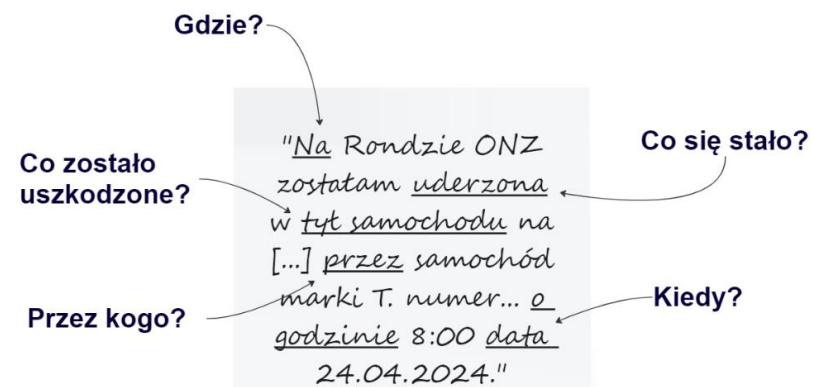 Gdzie?
"Na Rondzie ONZ
zostałam uderzona
w tył samochodu na
[...] przez samochód
marki T. numer... o
godzinie 8:00 data
24.04.2024."
Co się stało?
Co zostało
uszkodzone?
Przez kogo?
Kiedy?